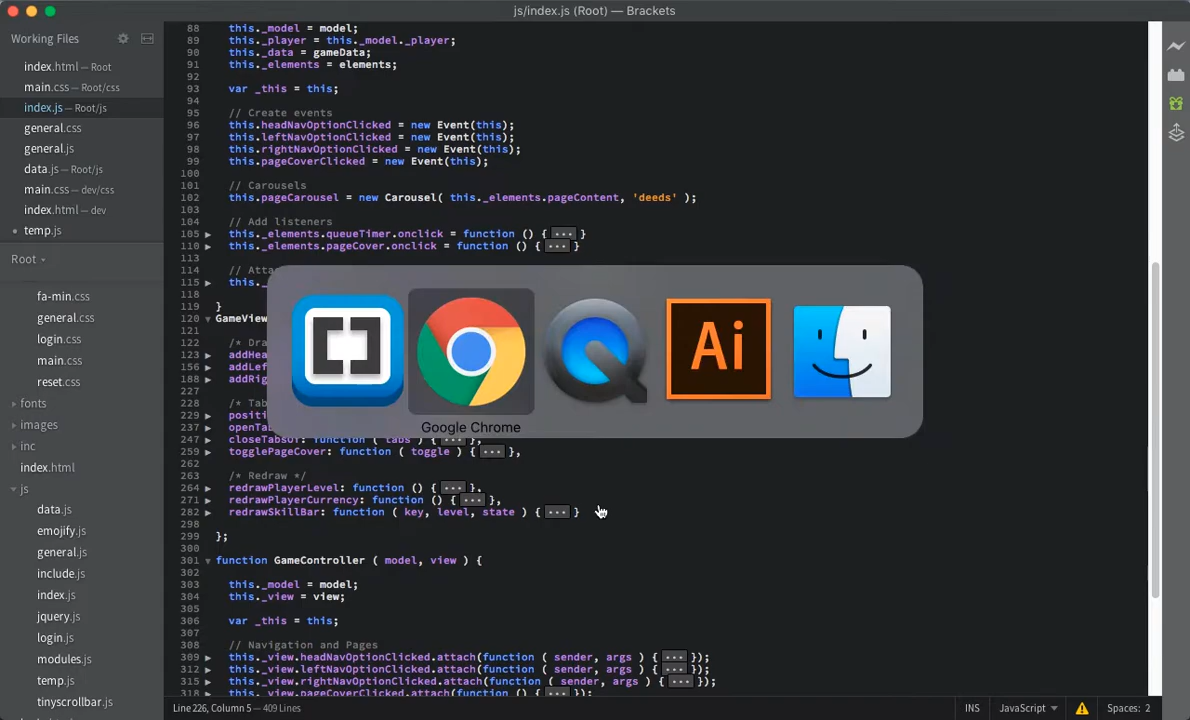 js/index.js (Root) — Brackets
Working Files
index.html — Root
main.css — Root/css
index.js — Root/js
general.css
general.js
data.js — Root/js
main.css — dev/css
index.html — dev
temp.js
Root
fa-min.css
general.css
login.css
main.css
reset.css
fonts
images
inc
index.html
js
data.js
emojify.js
general.js
include.js
index.js
jquery.js
login.js
modules.js
temp.js
tinyscrollbar.js
88 this._model = model;
89 this._player = this._model._player;
90 this._data = gameData;
91 this._elements = elements;
92
93 var _this = this;
94
95 // Create events
96 this.headNavOptionClicked = new Event(this);
97 this.leftNavOptionClicked = new Event(this);
98 this.rightNavOptionClicked = new Event(this);
99 this.pageCoverClicked = new Event(this);
100
101 // Carousels
102 this.pageCarousel = new Carousel( this._elements.pageContent, 'deeds' );
103
104 // Add listeners
105 this._elements.queueTimer.onclick = function () { ... }
110 this._elements.pageCover.onclick = function () { ... }
113
114 // Atta
115 this._
118
119 }
120 GameView
121
122 /* Dra
123 addHea
156 addLef
188 addRig
227
228 /* Tab
229 positi
237 openTa
247 closeTabsOf: function ( tabs ) { ... },
259 togglePageCover: function ( toggle ) { ... },
262
263 /* Redraw */
264 redrawPlayerLevel: function () { ... },
271 redrawPlayerCurrency: function () { ... },
282 redrawSkillBar: function ( key, level, state ) { ... }
298
299 };
300
301 function GameController ( model, view ) {
302
303 this._model = model;
304 this._view = view;
305
306 var _this = this;
307
308 // Navigation and Pages
309 this._view.headNavOptionClicked.attach(function ( sender, args ) { ... });
312 this._view.leftNavOptionClicked.attach(function ( sender, args ) { ... });
315 this._view.rightNavOptionClicked.attach(function ( sender, args ) { ... });
318 this._view.pageCoverClicked.attach(function () { ... });
Ai
Google Chrome
Line 226, Column 5 — 409 Lines
INS
JavaScript
Spaces: 2